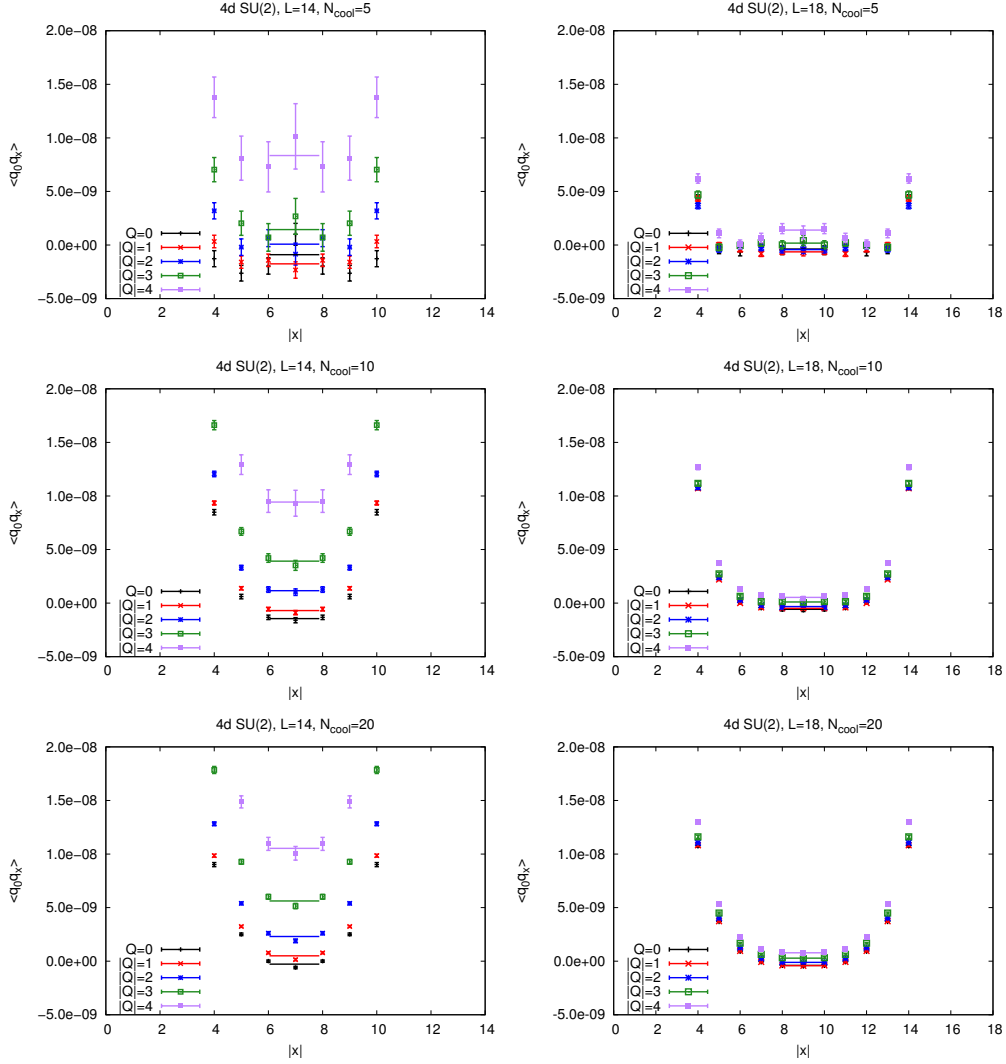 4d SU(2), L=14, N_cool=5
2.0e−08
1.5e−08
1.0e−08
5.0e−09
0.0e+00
−5.0e−09
<q0qx>
Q=0
|Q|=1
|Q|=2
|Q|=3
|Q|=4
0 2 4 6 8 10 12 14
|x|
4d SU(2), L=18, N_cool=5
2.0e−08
1.5e−08
1.0e−08
5.0e−09
0.0e+00
−5.0e−09
<q0qx>
Q=0
|Q|=1
|Q|=2
|Q|=3
|Q|=4
0 2 4 6 8 10 12 14 16 18
|x|
4d SU(2), L=14, N_cool=10
2.0e−08
1.5e−08
1.0e−08
5.0e−09
0.0e+00
−5.0e−09
<q0qx>
Q=0
|Q|=1
|Q|=2
|Q|=3
|Q|=4
0 2 4 6 8 10 12 14
|x|
4d SU(2), L=18, N_cool=10
2.0e−08
1.5e−08
1.0e−08
5.0e−09
0.0e+00
−5.0e−09
<q0qx>
Q=0
|Q|=1
|Q|=2
|Q|=3
|Q|=4
0 2 4 6 8 10 12 14 16 18
|x|
4d SU(2), L=14, N_cool=20
2.0e−08
1.5e−08
1.0e−08
5.0e−09
0.0e+00
−5.0e−09
<q0qx>
Q=0
|Q|=1
|Q|=2
|Q|=3
|Q|=4
0 2 4 6 8 10 12 14
|x|
4d SU(2), L=18, N_cool=20
2.0e−08
1.5e−08
1.0e−08
5.0e−09
0.0e+00
-5.0e−09
<q0qx>
Q=0
|Q|=1
|Q|=2
|Q|=3
|Q|=4
0 2 4 6 8 10 12 14 16 18
|x|